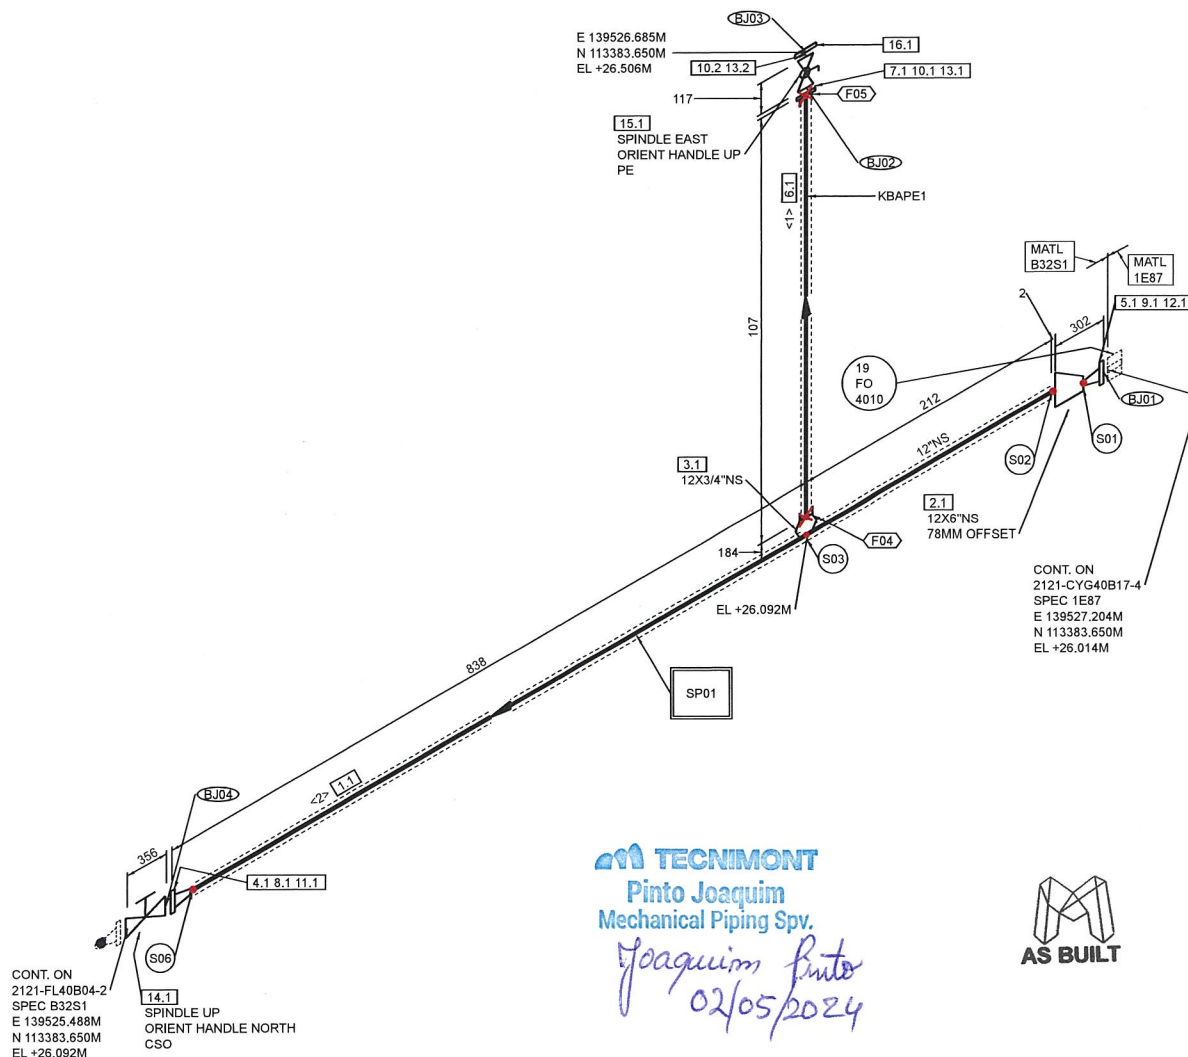 BJ03
E 139526.685M
N 113383.650M
EL +26.506M
16.1
10.2 13.2
7.1 10.1 13.1
F05
117
15.1
SPINDLE EAST
ORIENT HANDLE UP
PE
BJ02
6.1
<1>
KBAPE1
MATL
B32S1
MATL
1E87
2
302
5.1 9.1 12.1
107
19
FO
4010
212
BJ01
12"NS
S01
S02
3.1
12X3/4"NS
2.1
12X6"NS
78MM OFFSET
F04
184
S03
EL +26.092M
CONT. ON
2121-CYG40B17-4
SPEC 1E87
E 139527.204M
N 113383.650M
EL +26.014M
838
SP01
<2>
1.1
BJ04
356
4.1 8.1 11.1
S06
CONT. ON
2121-FL40B04-2
SPEC B32S1
E 139525.488M
N 113383.650M
EL +26.092M
14.1
SPINDLE UP
ORIENT HANDLE NORTH
CSO
TECNIMONT
Pinto Joaquim
Mechanical Piping Spv.
Joaquim Pinto
02/05/2024
AS BUILT